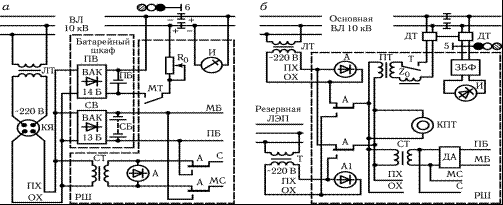 а
ВЛ
10 кВ
6
Батарейный
шкаф
ПВ
ВАК
14 Б
ПБ
СВ
ВАК
13 Б
СБ
МТ
R₀
И
ЛТ
~220 В
КЯ
МБ
ПБ
СТ
А
А
С
А
МС
ПХ
ОХ
РШ
б
Основная
ВЛ 10 кВ
ДТ
ДТ
5
ЛТ
~220 В
ПХ
ОХ
А
ПТ
Т
Z₀
ЗБФ
И
А
Резервная
ЛЭП
КПТ
А
Т
~220 В
А1
СТ
ДА
ПБ
МБ
ПХ
ОХ
МС
С
РШ